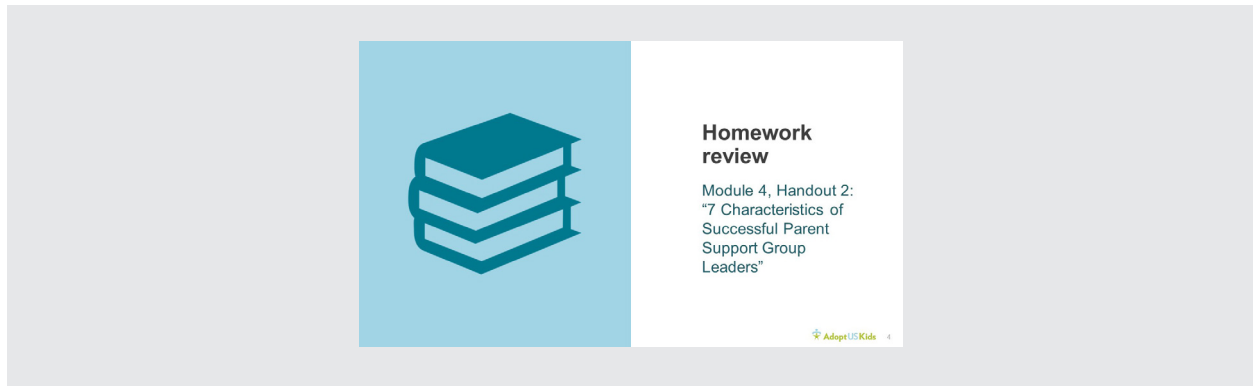 Homework
review
Module 4, Handout 2:
“7 Characteristics of
Successful Parent
Support Group
Leaders”
AdoptUSKids 4